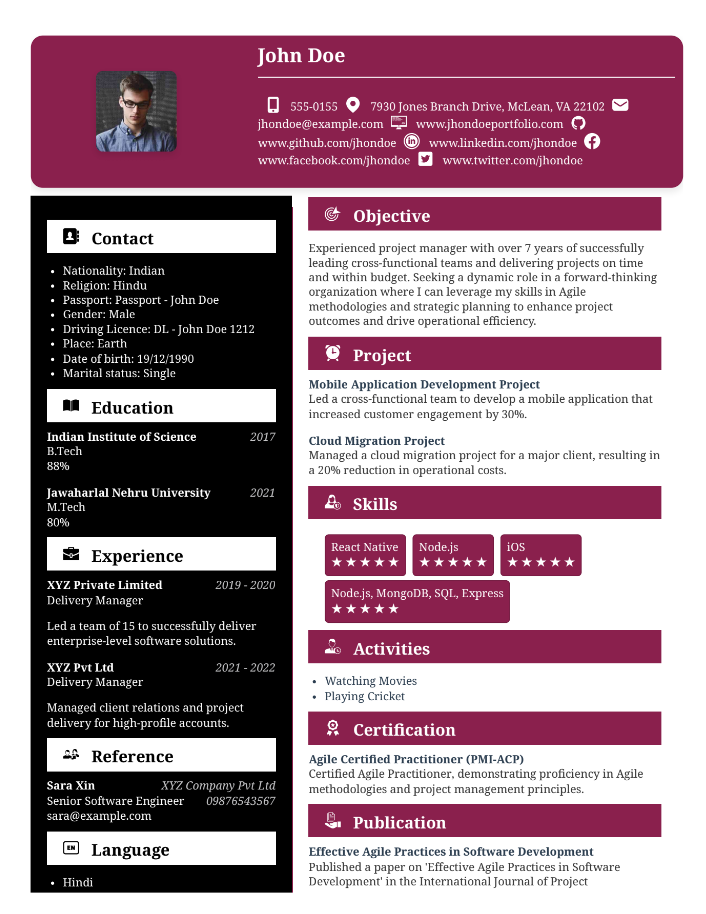 John Doe
555-0155 7930 Jones Branch Drive, McLean, VA 22102
jhondoe@example.com www.jhondoeportfolio.com
www.github.com/jhondoe www.linkedin.com/jhondoe
www.facebook.com/jhondoe www.twitter.com/jhondoe
Contact
• Nationality: Indian
• Religion: Hindu
• Passport: Passport - John Doe
• Gender: Male
• Driving Licence: DL - John Doe 1212
• Place: Earth
• Date of birth: 19/12/1990
• Marital status: Single
Education
Indian Institute of Science 2017
B.Tech
88%
Jawaharlal Nehru University 2021
M.Tech
80%
Experience
XYZ Private Limited 2019 - 2020
Delivery Manager
Led a team of 15 to successfully deliver
enterprise-level software solutions.
XYZ Pvt Ltd 2021 - 2022
Delivery Manager
Managed client relations and project
delivery for high-profile accounts.
Reference
Sara Xin XYZ Company Pvt Ltd
Senior Software Engineer 09876543567
sara@example.com
EN Language
• Hindi
Objective
Experienced project manager with over 7 years of successfully
leading cross-functional teams and delivering projects on time
and within budget. Seeking a dynamic role in a forward-thinking
organization where I can leverage my skills in Agile
methodologies and strategic planning to enhance project
outcomes and drive operational efficiency.
Project
Mobile Application Development Project
Led a cross-functional team to develop a mobile application that
increased customer engagement by 30%.
Cloud Migration Project
Managed a cloud migration project for a major client, resulting in
a 20% reduction in operational costs.
Skills
React Native Node.js iOS
★★★★★ ★★★★★ ★★★★★
Node.js, MongoDB, SQL, Express
★★★★★
Activities
• Watching Movies
• Playing Cricket
Certification
Agile Certified Practitioner (PMI-ACP)
Certified Agile Practitioner, demonstrating proficiency in Agile
methodologies and project management principles.
Publication
Effective Agile Practices in Software Development
Published a paper on 'Effective Agile Practices in Software
Development' in the International Journal of Project